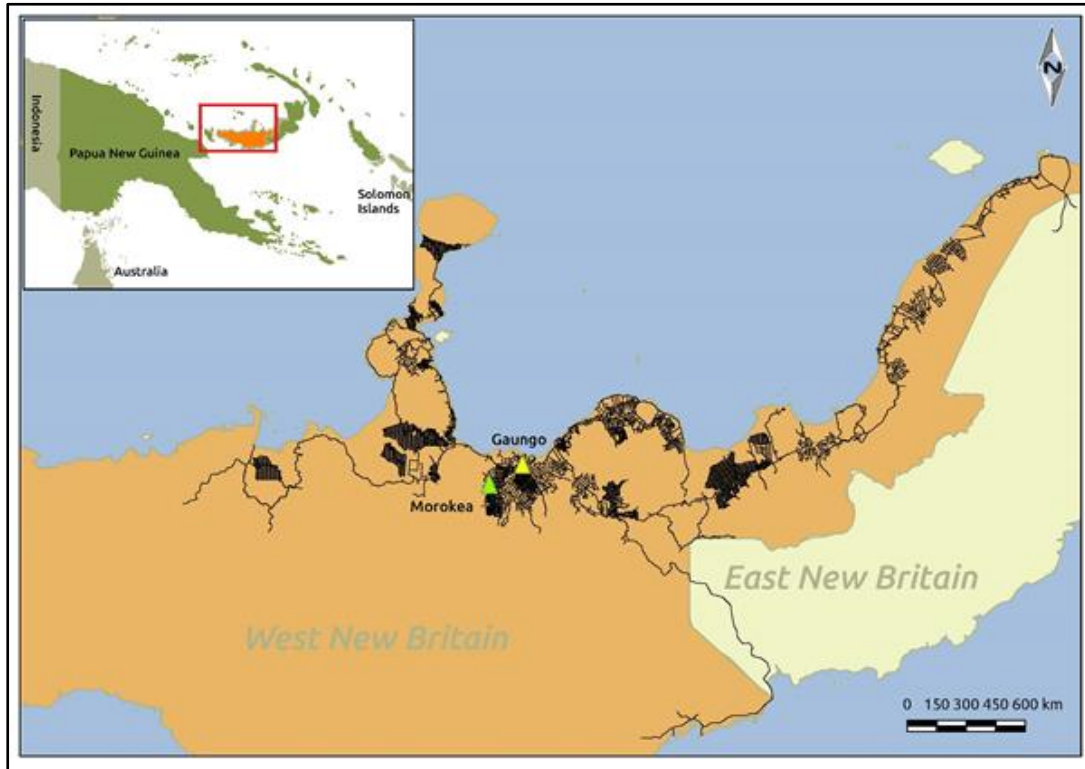 Indonesia
Papua New Guinea
Solomon
Islands
Australia
N
Gaungo
Morokea
East New Britain
West New Britain
0 150 300 450 600 km